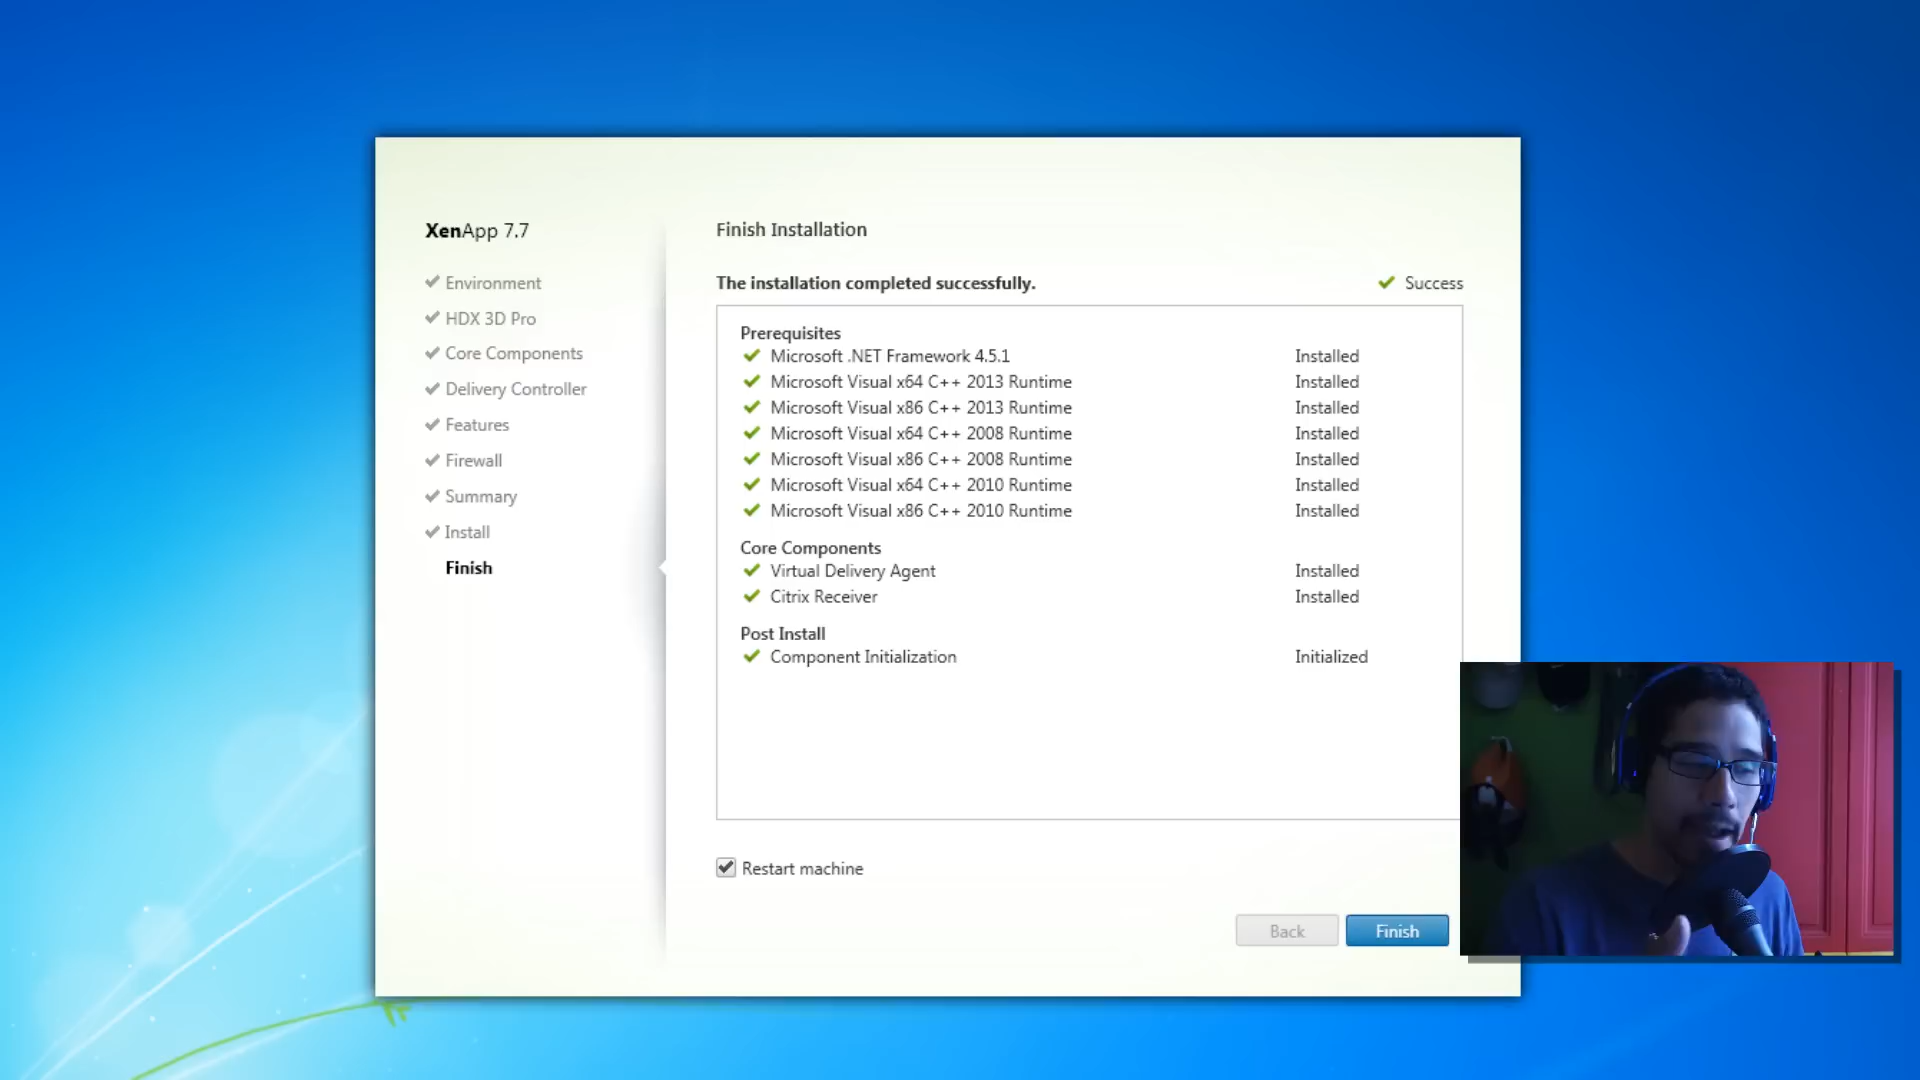 XenApp 7.7
Environment
HDX 3D Pro
Core Components
Delivery Controller
Features
Firewall
Summary
Install
Finish
Finish Installation
The installation completed successfully.
Success
Prerequisites
Microsoft .NET Framework 4.5.1 Installed
Microsoft Visual x64 C++ 2013 Runtime Installed
Microsoft Visual x86 C++ 2013 Runtime Installed
Microsoft Visual x64 C++ 2008 Runtime Installed
Microsoft Visual x86 C++ 2008 Runtime Installed
Microsoft Visual x64 C++ 2010 Runtime Installed
Microsoft Visual x86 C++ 2010 Runtime Installed
Core Components
Virtual Delivery Agent Installed
Citrix Receiver Installed
Post Install
Component Initialization Initialized
Restart machine
Back Finish